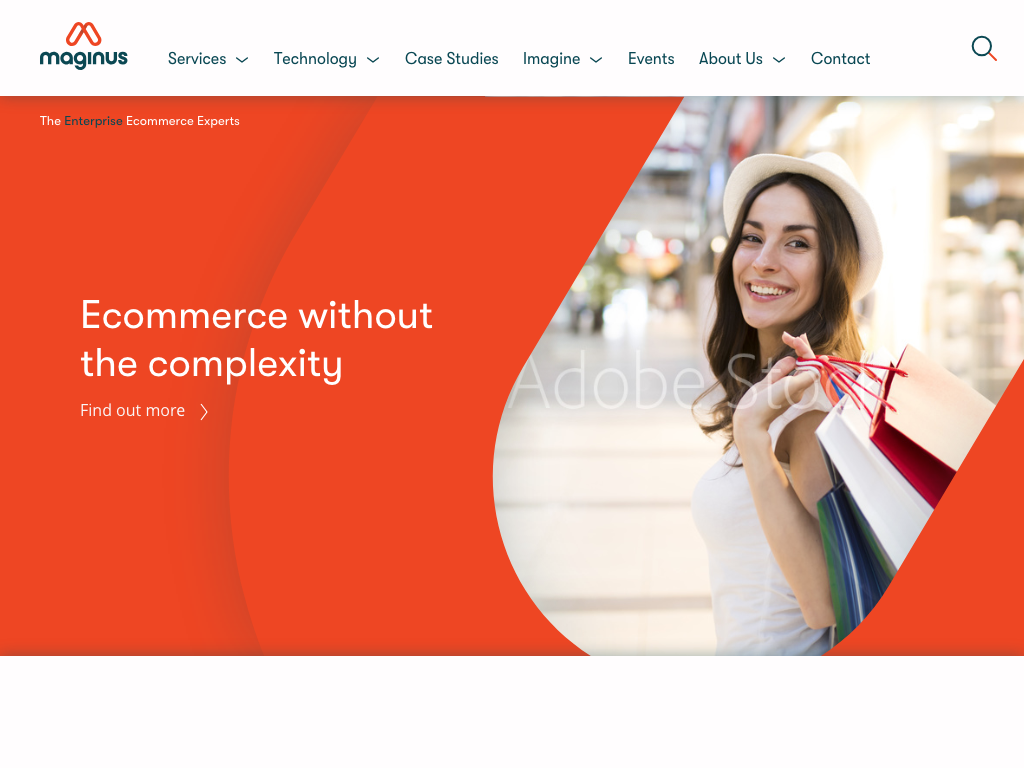 maginus
Services
Technology
Case Studies
Imagine
Events
About Us
Contact
The Enterprise Ecommerce Experts
Ecommerce without
the complexity
Find out more
Adobe Stock